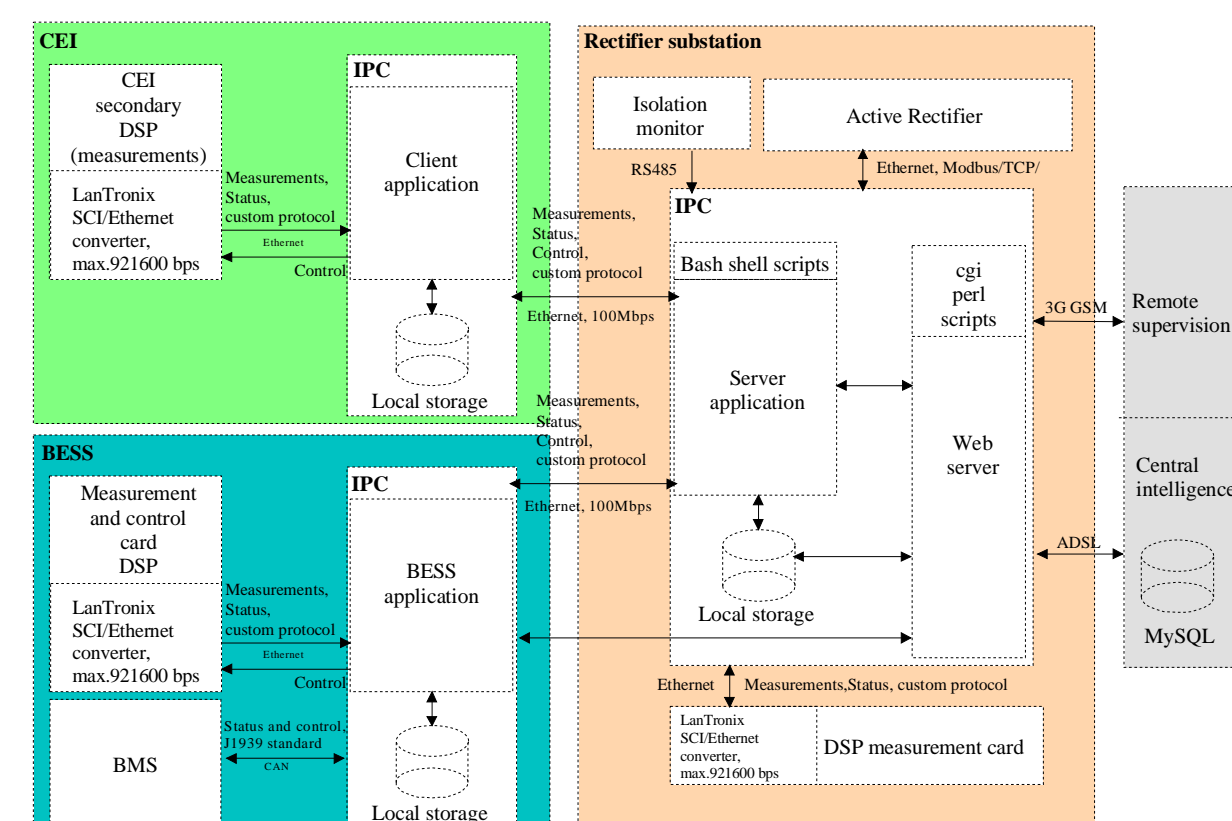 CEI
CEI
secondary
DSP
(measurements)
LanTronix
SCI/Ethernet
converter,
max.921600 bps
Measurements,
Status,
custom protocol
Ethernet
Control
IPC
Client
application
Local storage
Measurements,
Status,
Control,
custom protocol
Ethernet, 100Mbps
BESS
Measurement
and control
card
DSP
LanTronix
SCI/Ethernet
converter,
max.921600 bps
Measurements,
Status,
custom protocol
Ethernet
Control
BMS
Status and control,
J1939 standard
CAN
IPC
BESS
application
Local storage
Measurements,
Status,
Control,
custom protocol
Ethernet, 100Mbps
Rectifier substation
Isolation
monitor
RS485
Active Rectifier
Ethernet, Modbus/TCP/
IPC
Bash shell scripts
Server
application
Local storage
cgi
perl
scripts
Web
server
Ethernet
Measurements,Status, custom protocol
LanTronix
SCI/Ethernet
converter,
max.921600 bps
DSP measurement card
3G GSM
ADSL
Remote
supervision
Central
intelligence
MySQL